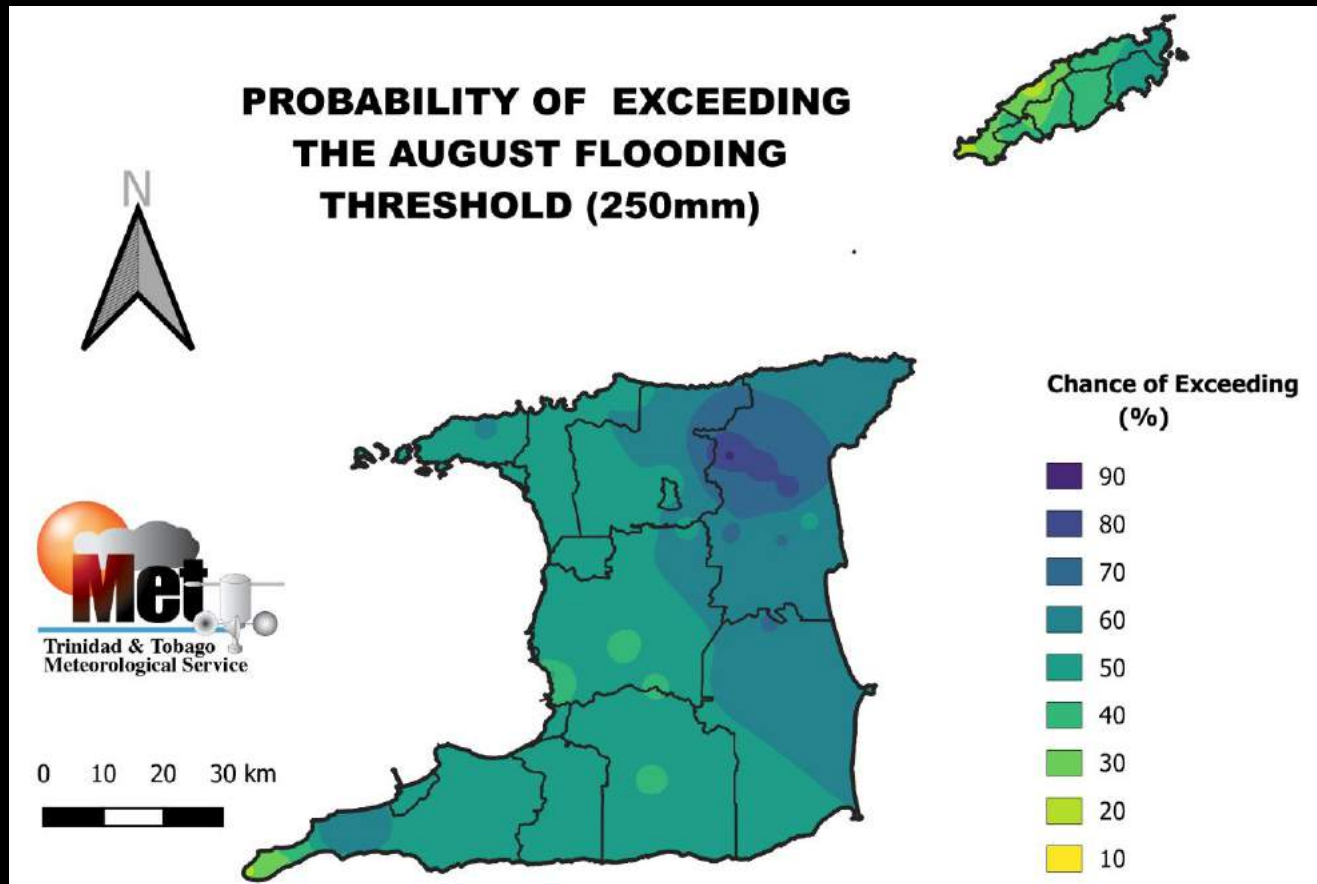 PROBABILITY OF EXCEEDING
THE AUGUST FLOODING
THRESHOLD (250mm)
N
Chance of Exceeding
(%)
90
80
70
60
50
40
30
20
10
Met
Trinidad & Tobago
Meteorological Service
0 10 20 30 km